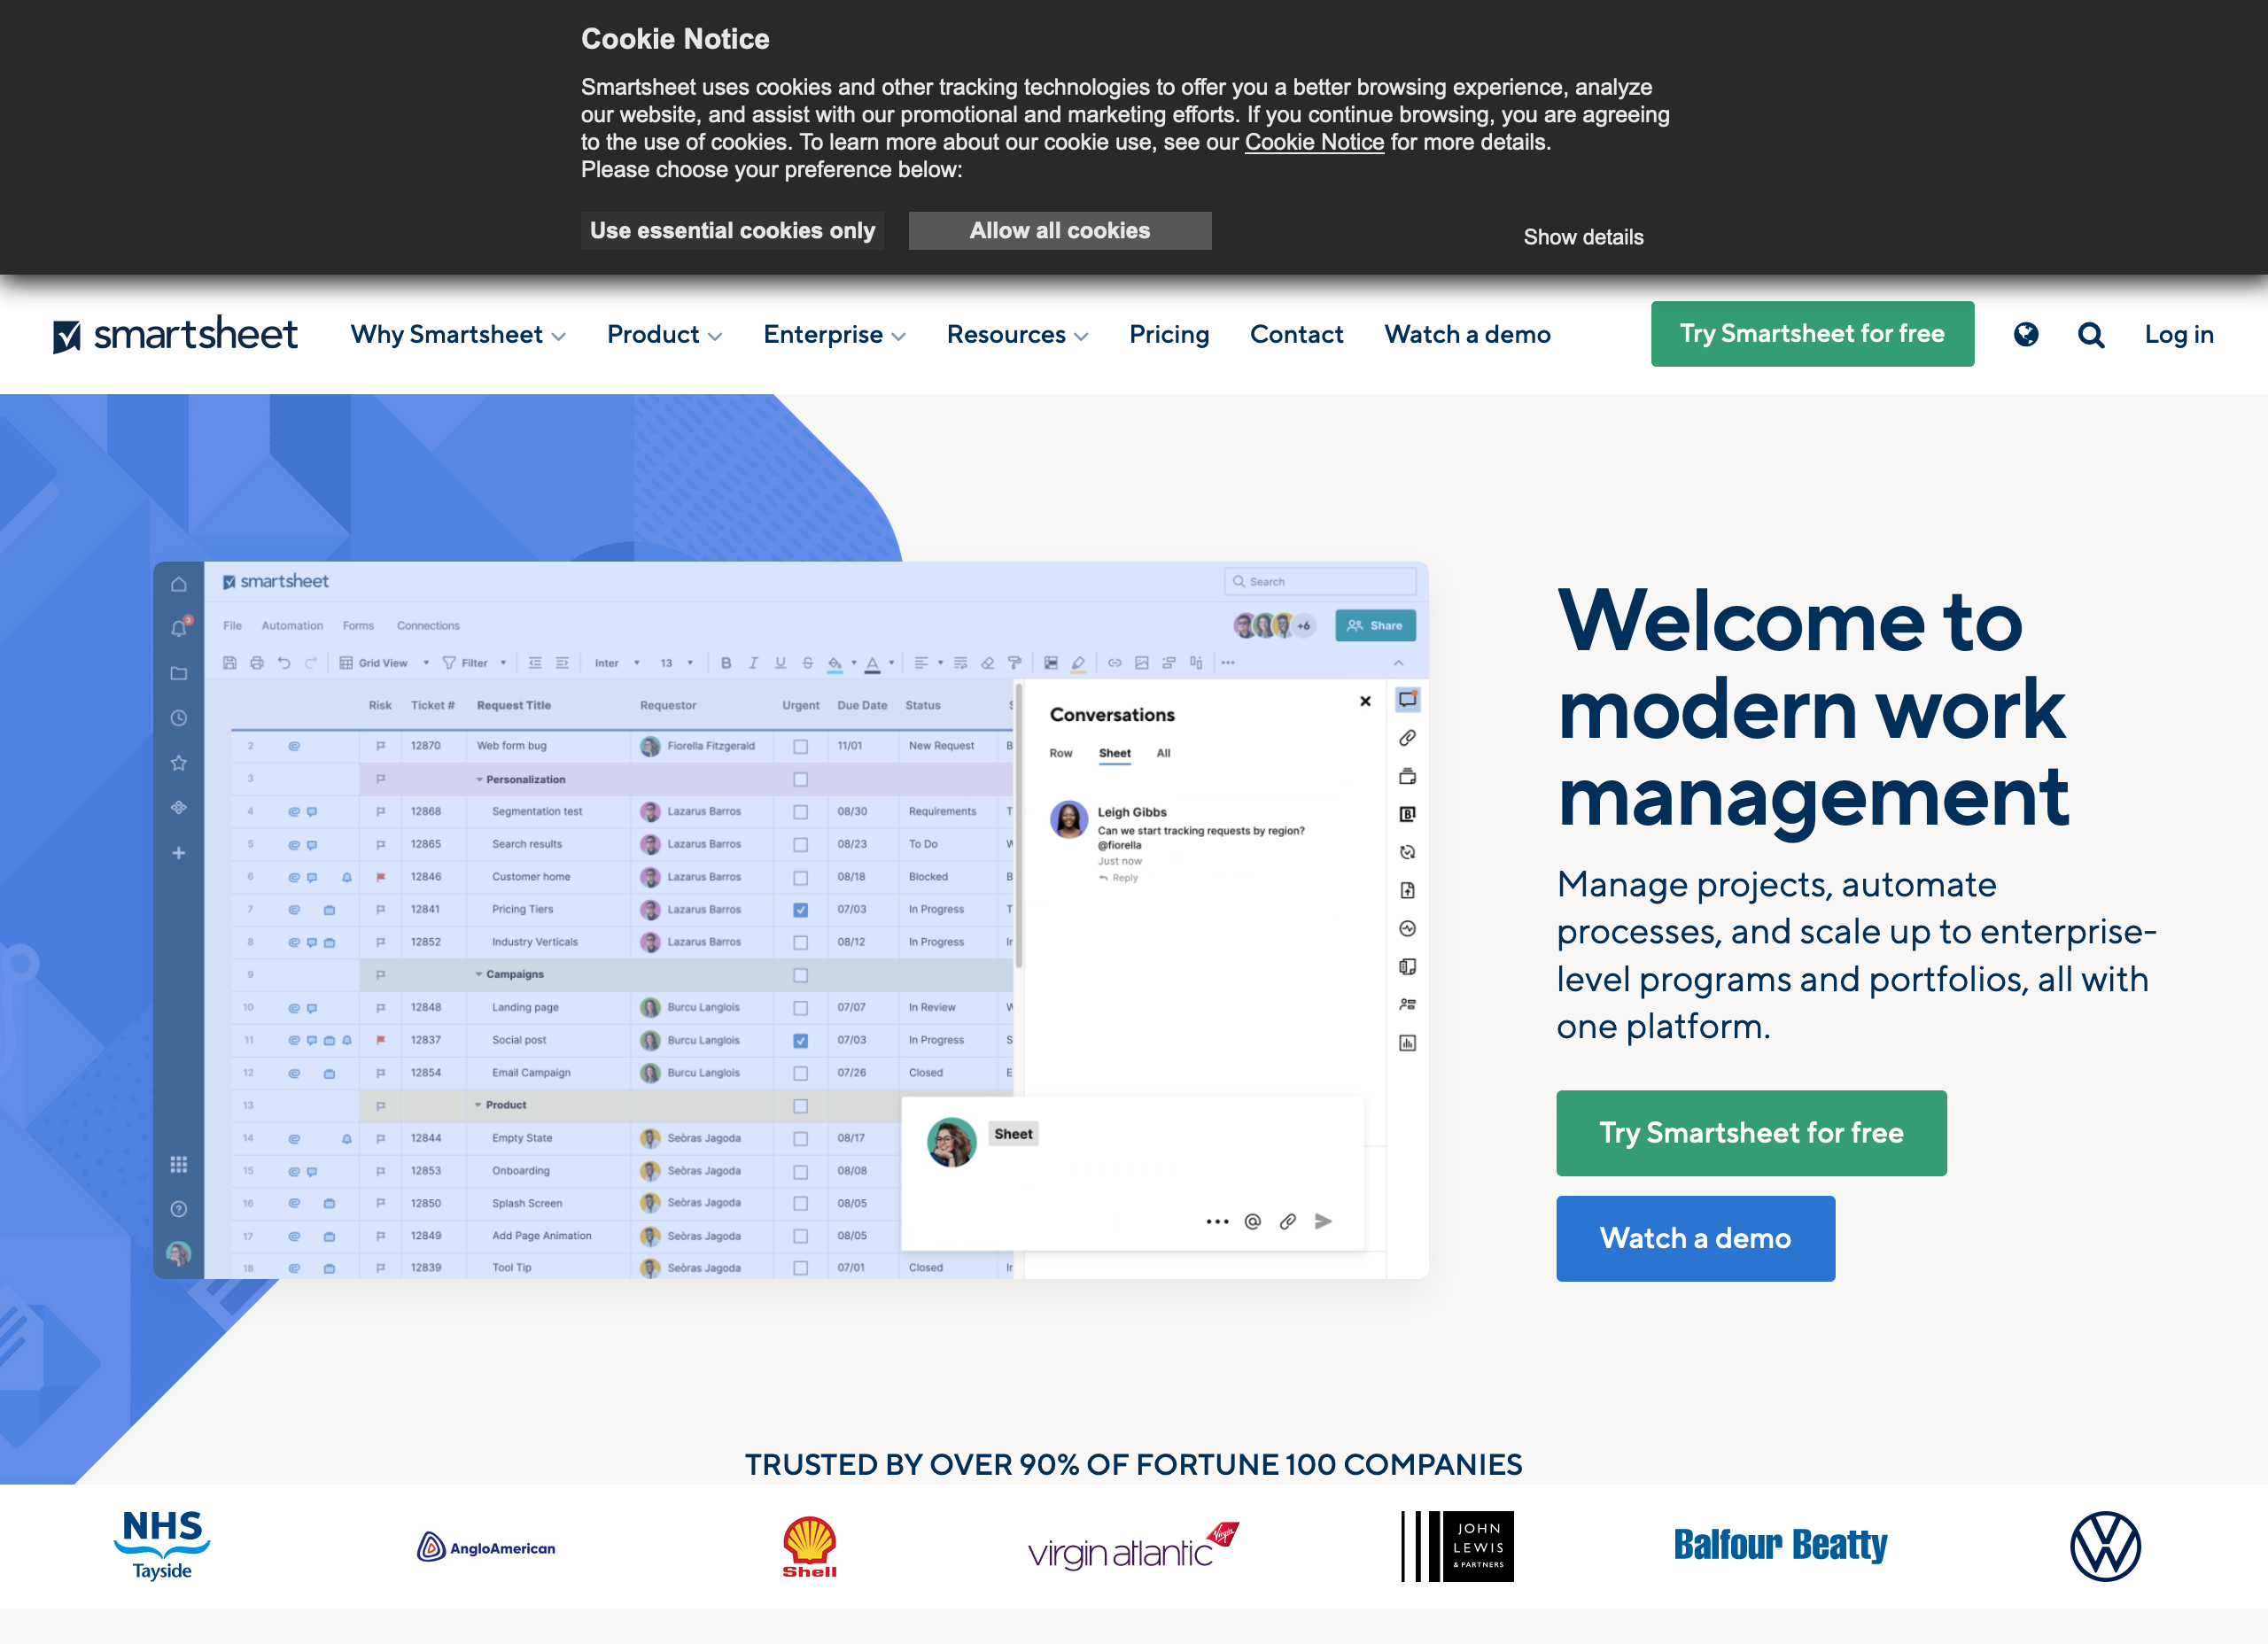 Cookie Notice
Smartsheet uses cookies and other tracking technologies to offer you a better browsing experience, analyze
our website, and assist with our promotional and marketing efforts. If you continue browsing, you are agreeing
to the use of cookies. To learn more about our cookie use, see our Cookie Notice for more details.
Please choose your preference below:
Use essential cookies only
Allow all cookies
Show details
smartsheet
Why Smartsheet
Product
Enterprise
Resources
Pricing
Contact
Watch a demo
Try Smartsheet for free
Log in
smartsheet
Search
File Automation Forms Connections
+6
Share
Grid View Filter Inter 13 B I U S A
Risk Ticket # Request Title Requestor Urgent Due Date Status S
2 12870 Web form bug Fiorella Fitzgerald 11/01 New Request B
3 Personalization
4 12868 Segmentation test Lazarus Barros 08/30 Requirements T
5 12865 Search results Lazarus Barros 08/23 To Do
6 12846 Customer home Lazarus Barros 08/18 Blocked B
7 12841 Pricing Tiers Lazarus Barros 07/03 In Progress T
8 12852 Industry Verticals Lazarus Barros 08/12 In Progress
9 Campaigns
10 12848 Landing page Burcu Langlois 07/07 In Review
11 12837 Social post Burcu Langlois 07/03 In Progress S
12 12854 Email Campaign Burcu Langlois 07/26 Closed E
13 Product
14 12844 Empty State Seòras Jagoda 08/17
15 12853 Onboarding Seòras Jagoda 08/08
16 12850 Splash Screen Seòras Jagoda 08/05
17 12849 Add Page Animation Seòras Jagoda 08/05
18 12839 Tool Tip Seòras Jagoda 07/01 Closed
Conversations
Row Sheet All
Leigh Gibbs
Can we start tracking requests by region?
@fiorella
Just now
Reply
Sheet
Welcome to
modern work
management
Manage projects, automate
processes, and scale up to enterprise-
level programs and portfolios, all with
one platform.
Try Smartsheet for free
Watch a demo
TRUSTED BY OVER 90% OF FORTUNE 100 COMPANIES
NHS
Tayside
AngloAmerican
Shell
virgin atlantic
Virgin
JOHN
LEWIS
& PARTNERS
Balfour Beatty